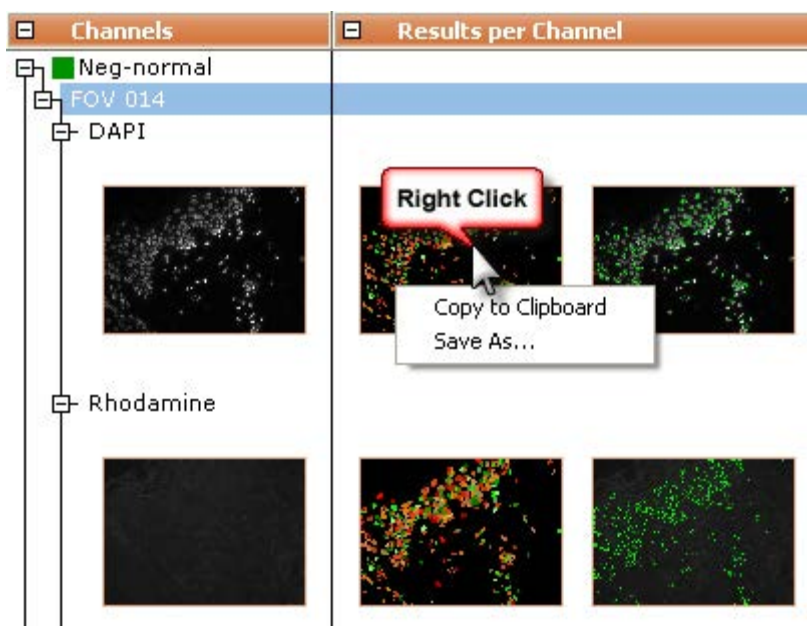 Channels
Results per Channel
Neg-normal
FOV 014
DAPI
Right Click
Copy to Clipboard
Save As...
Rhodamine